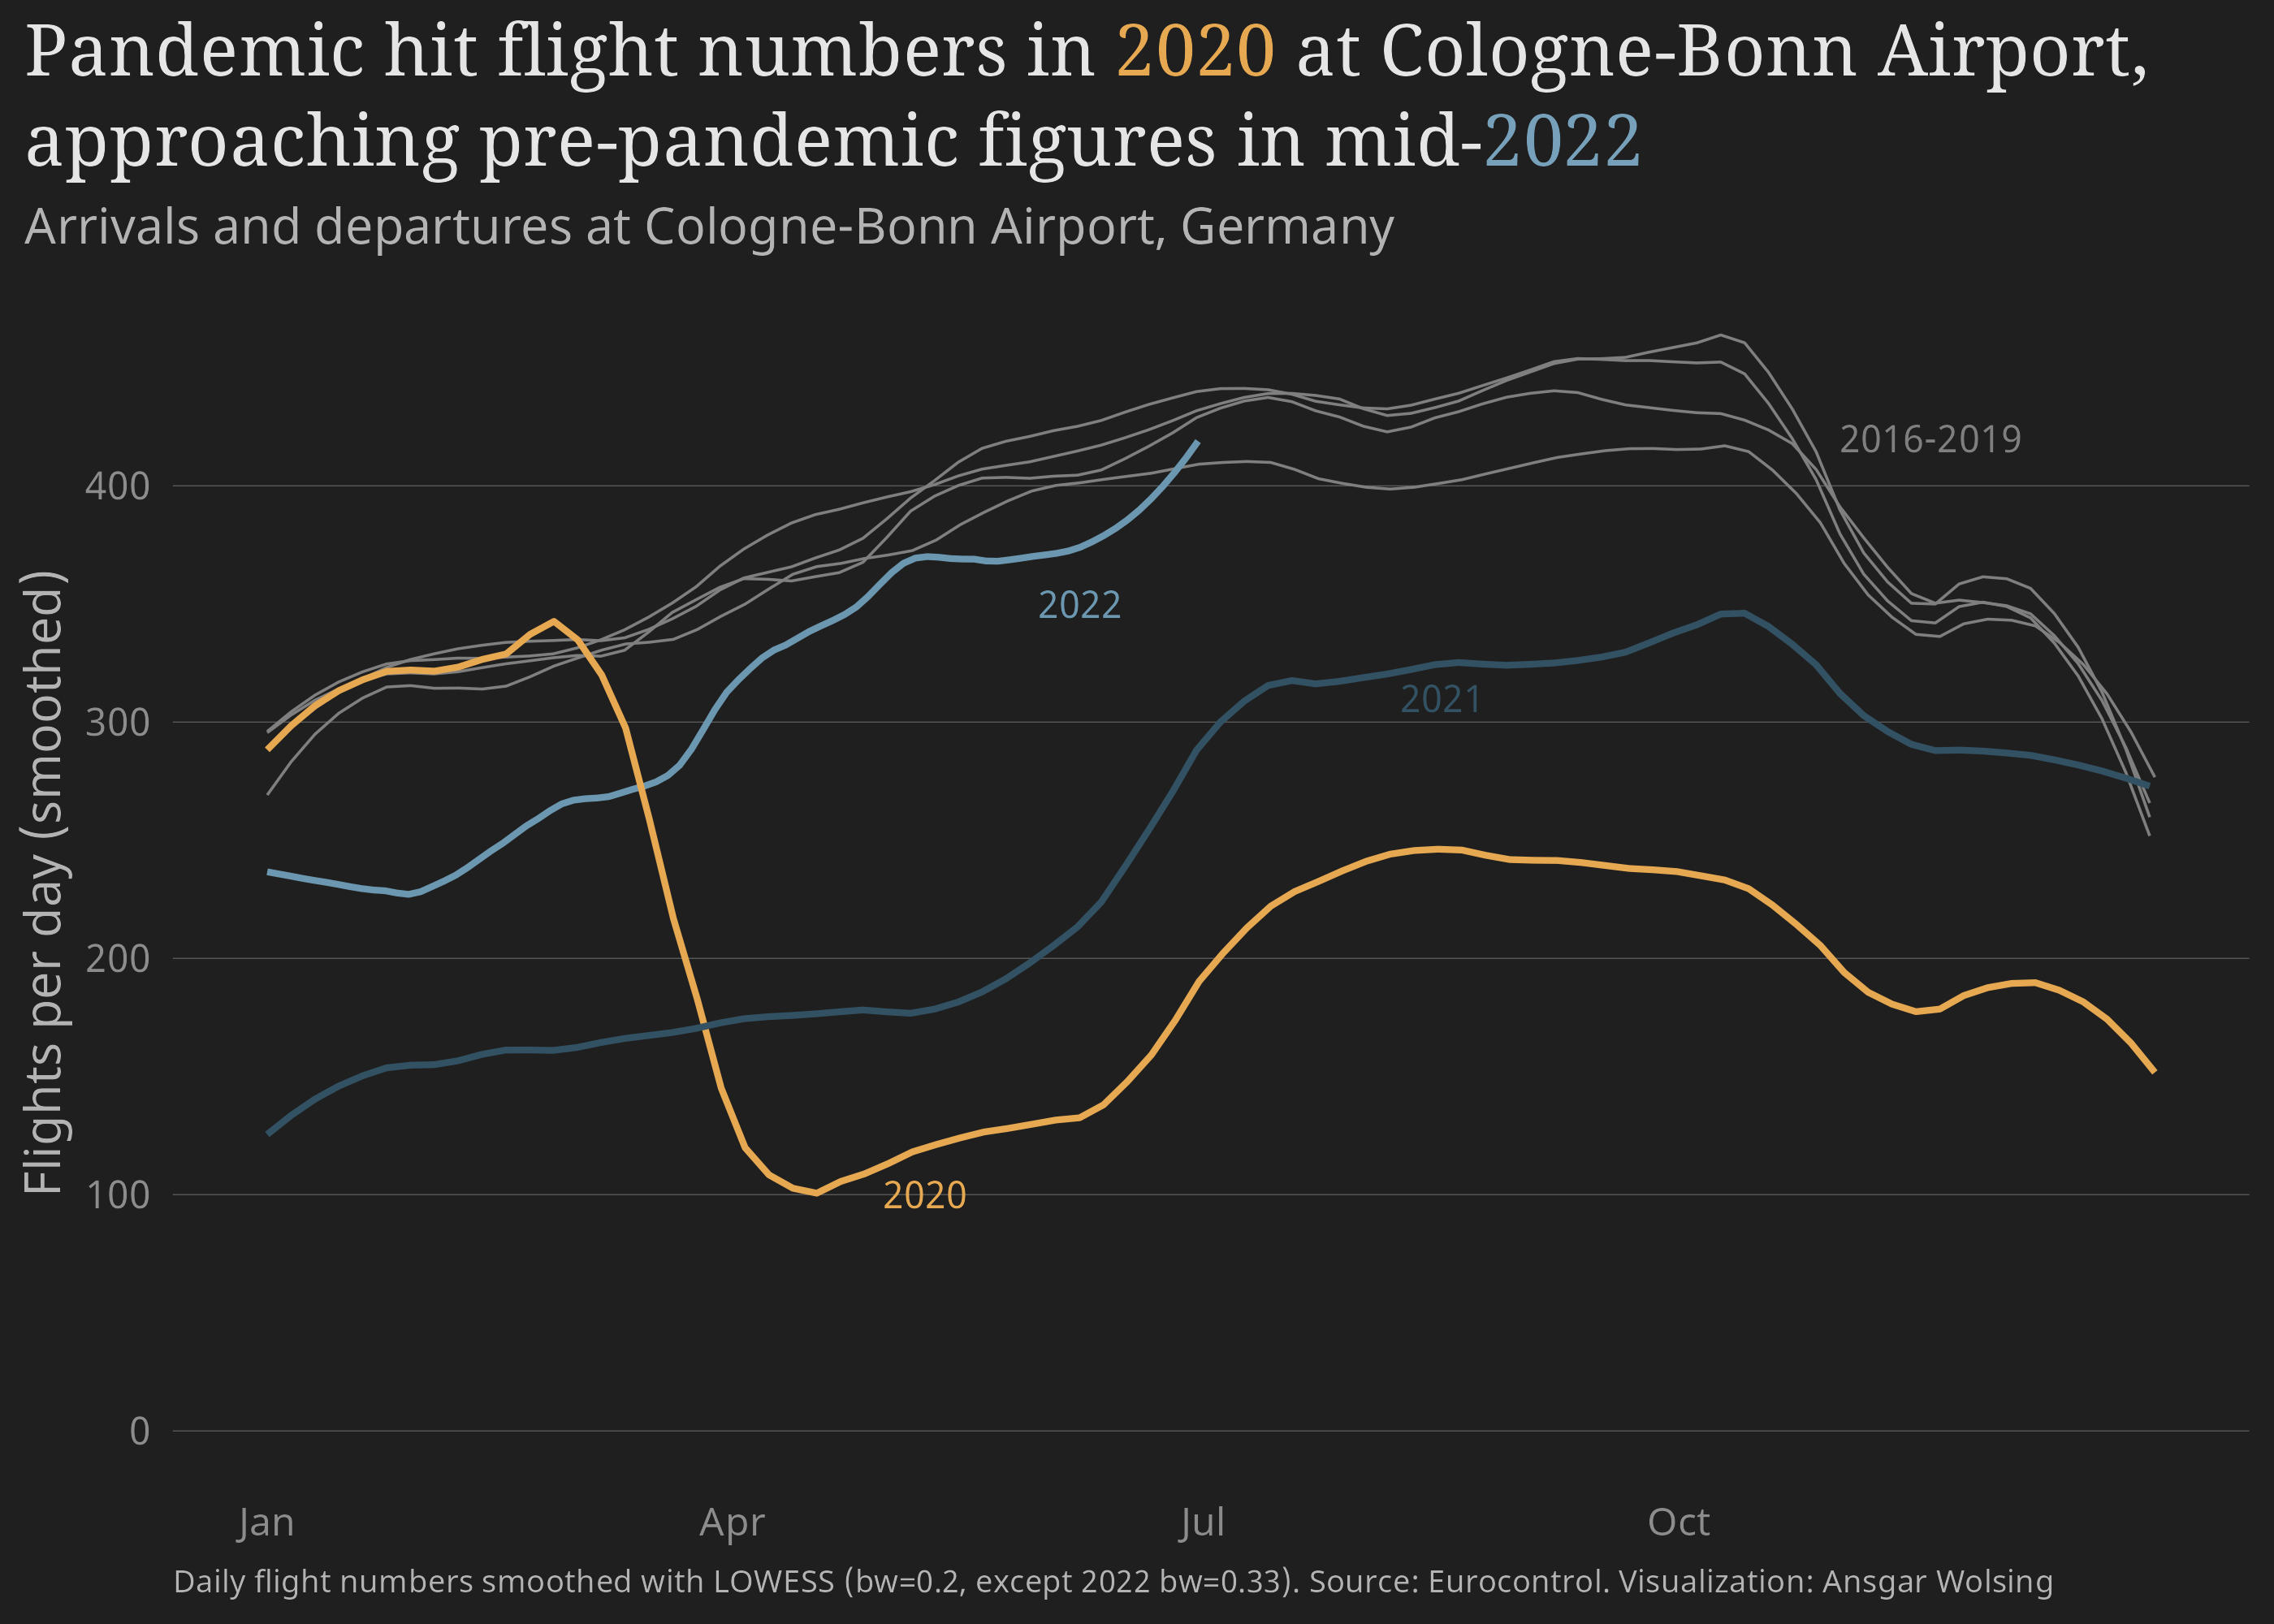 Pandemic hit flight numbers in 2020 at Cologne-Bonn Airport,
approaching pre-pandemic figures in mid-2022
Arrivals and departures at Cologne-Bonn Airport, Germany
2016-2019
400
2022
2021
300
Flights per day (smoothed)
200
2020
100
0
Jan
Apr
Jul
Oct
Daily flight numbers smoothed with LOWESS (bw=0.2, except 2022 bw=0.33). Source: Eurocontrol. Visualization: Ansgar Wolsing